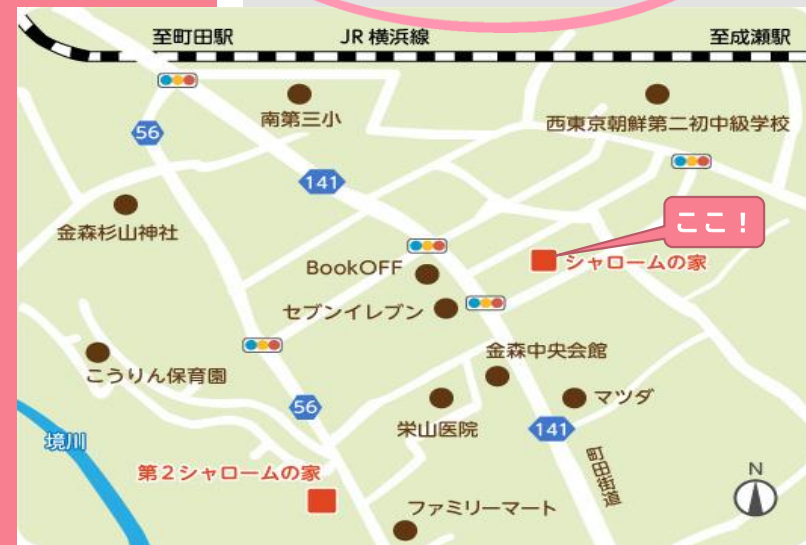 至町田駅
JR 横浜線
至成瀬駅
南第三小
西東京朝鮮第二初中級学校
56
141
金森杉山神社
ここ！
BookOFF
シャロームの家
セブンイレブン
金森中央会館
こうりん保育園
マツダ
56
栄山医院
141
境川
町田街道
第2シャロームの家
N
ファミリーマート